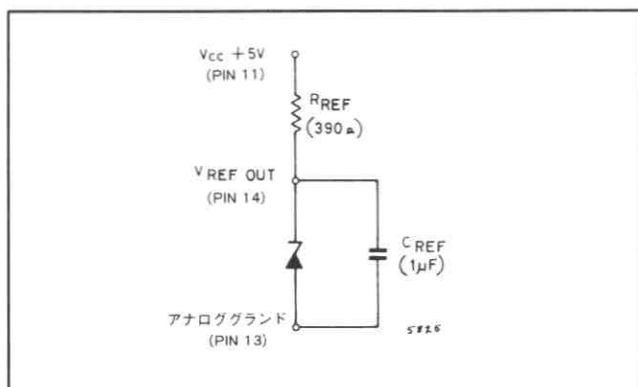 Vcc +5V
(PIN 11)
RREF
(390Ω)
VREF OUT
(PIN 14)
CREF
(1μF)
アナロググランド
(PIN 13)
5826